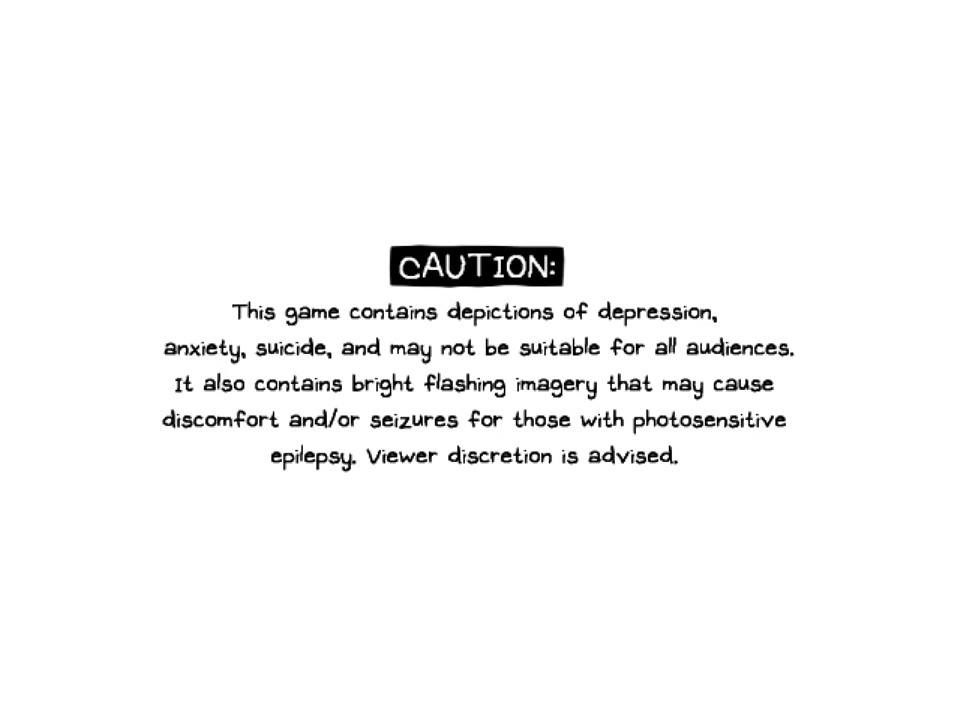 CAUTION:
This game contains depictions of depression,
anxiety, suicide, and may not be suitable for all audiences.
It also contains bright flashing imagery that may cause
discomfort and/or seizures for those with photosensitive
epilepsy. Viewer discretion is advised.